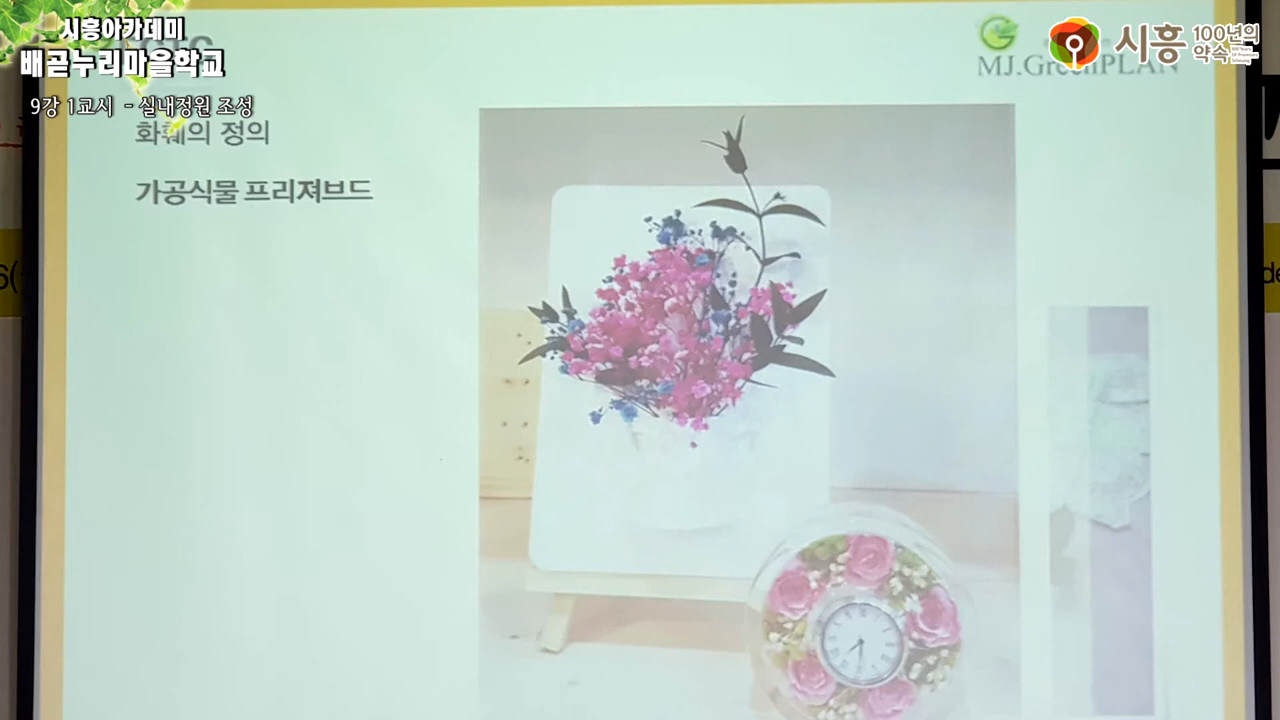 시흥아카데미
배곧누리마을학교
9강 1교시 - 실내정원 조성
시흥 100년의 약속
MJ.GreenPLAN
화훼의 정의
가공식물 프리져브드